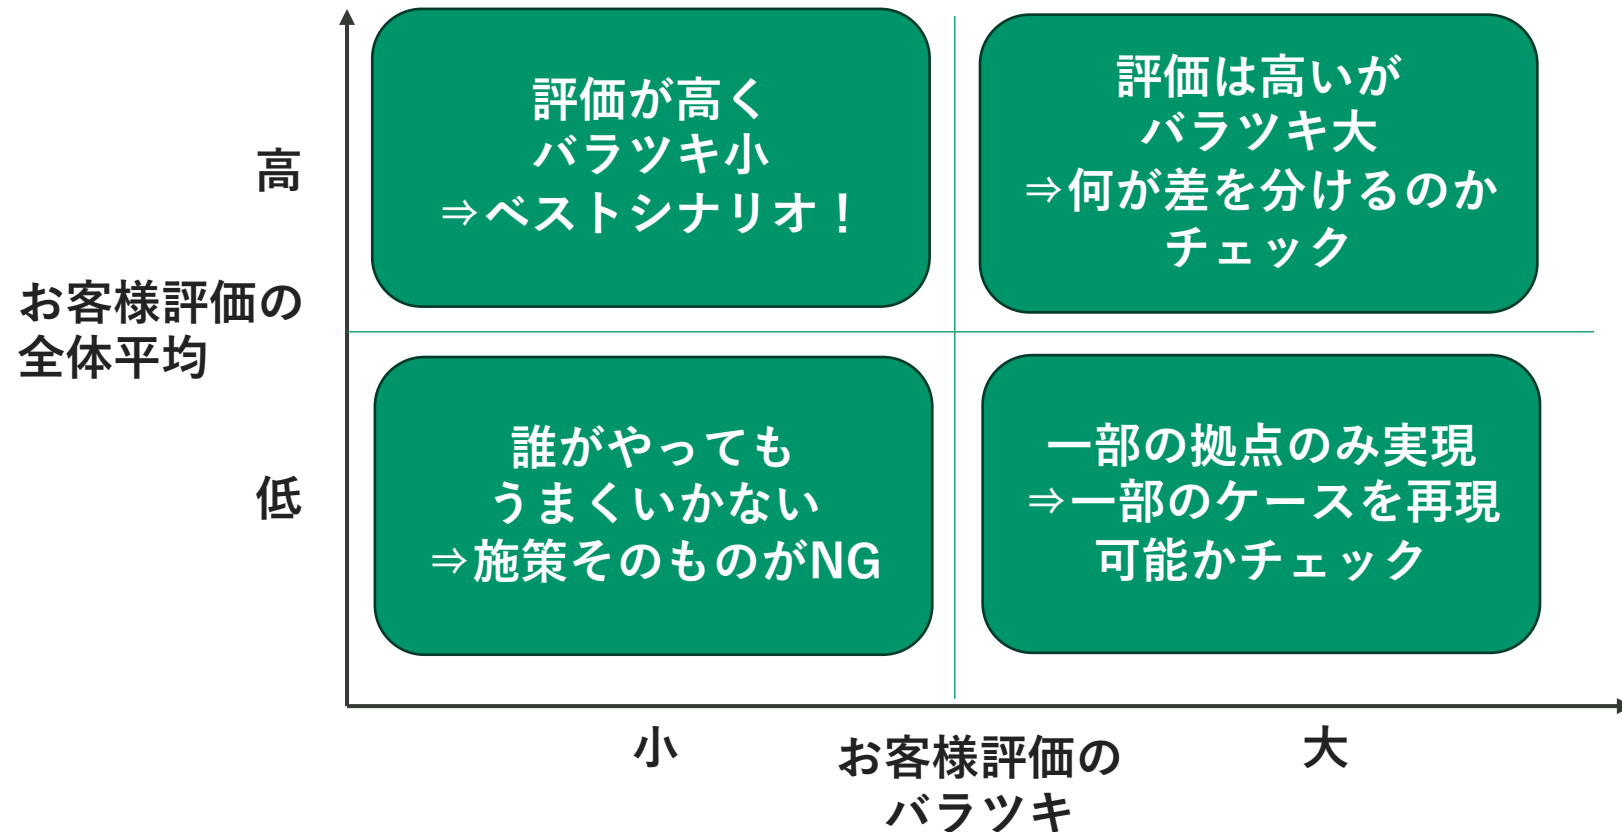 評価が高く
バラツキ小
⇒ベストシナリオ！
評価は高いが
バラツキ大
⇒何が差を分けるのか
チェック
高
お客様評価の
全体平均
誰がやっても
うまくいかない
⇒施策そのものがNG
一部の拠点のみ実現
⇒一部のケースを再現
可能かチェック
低
小
お客様評価の
バラツキ
大